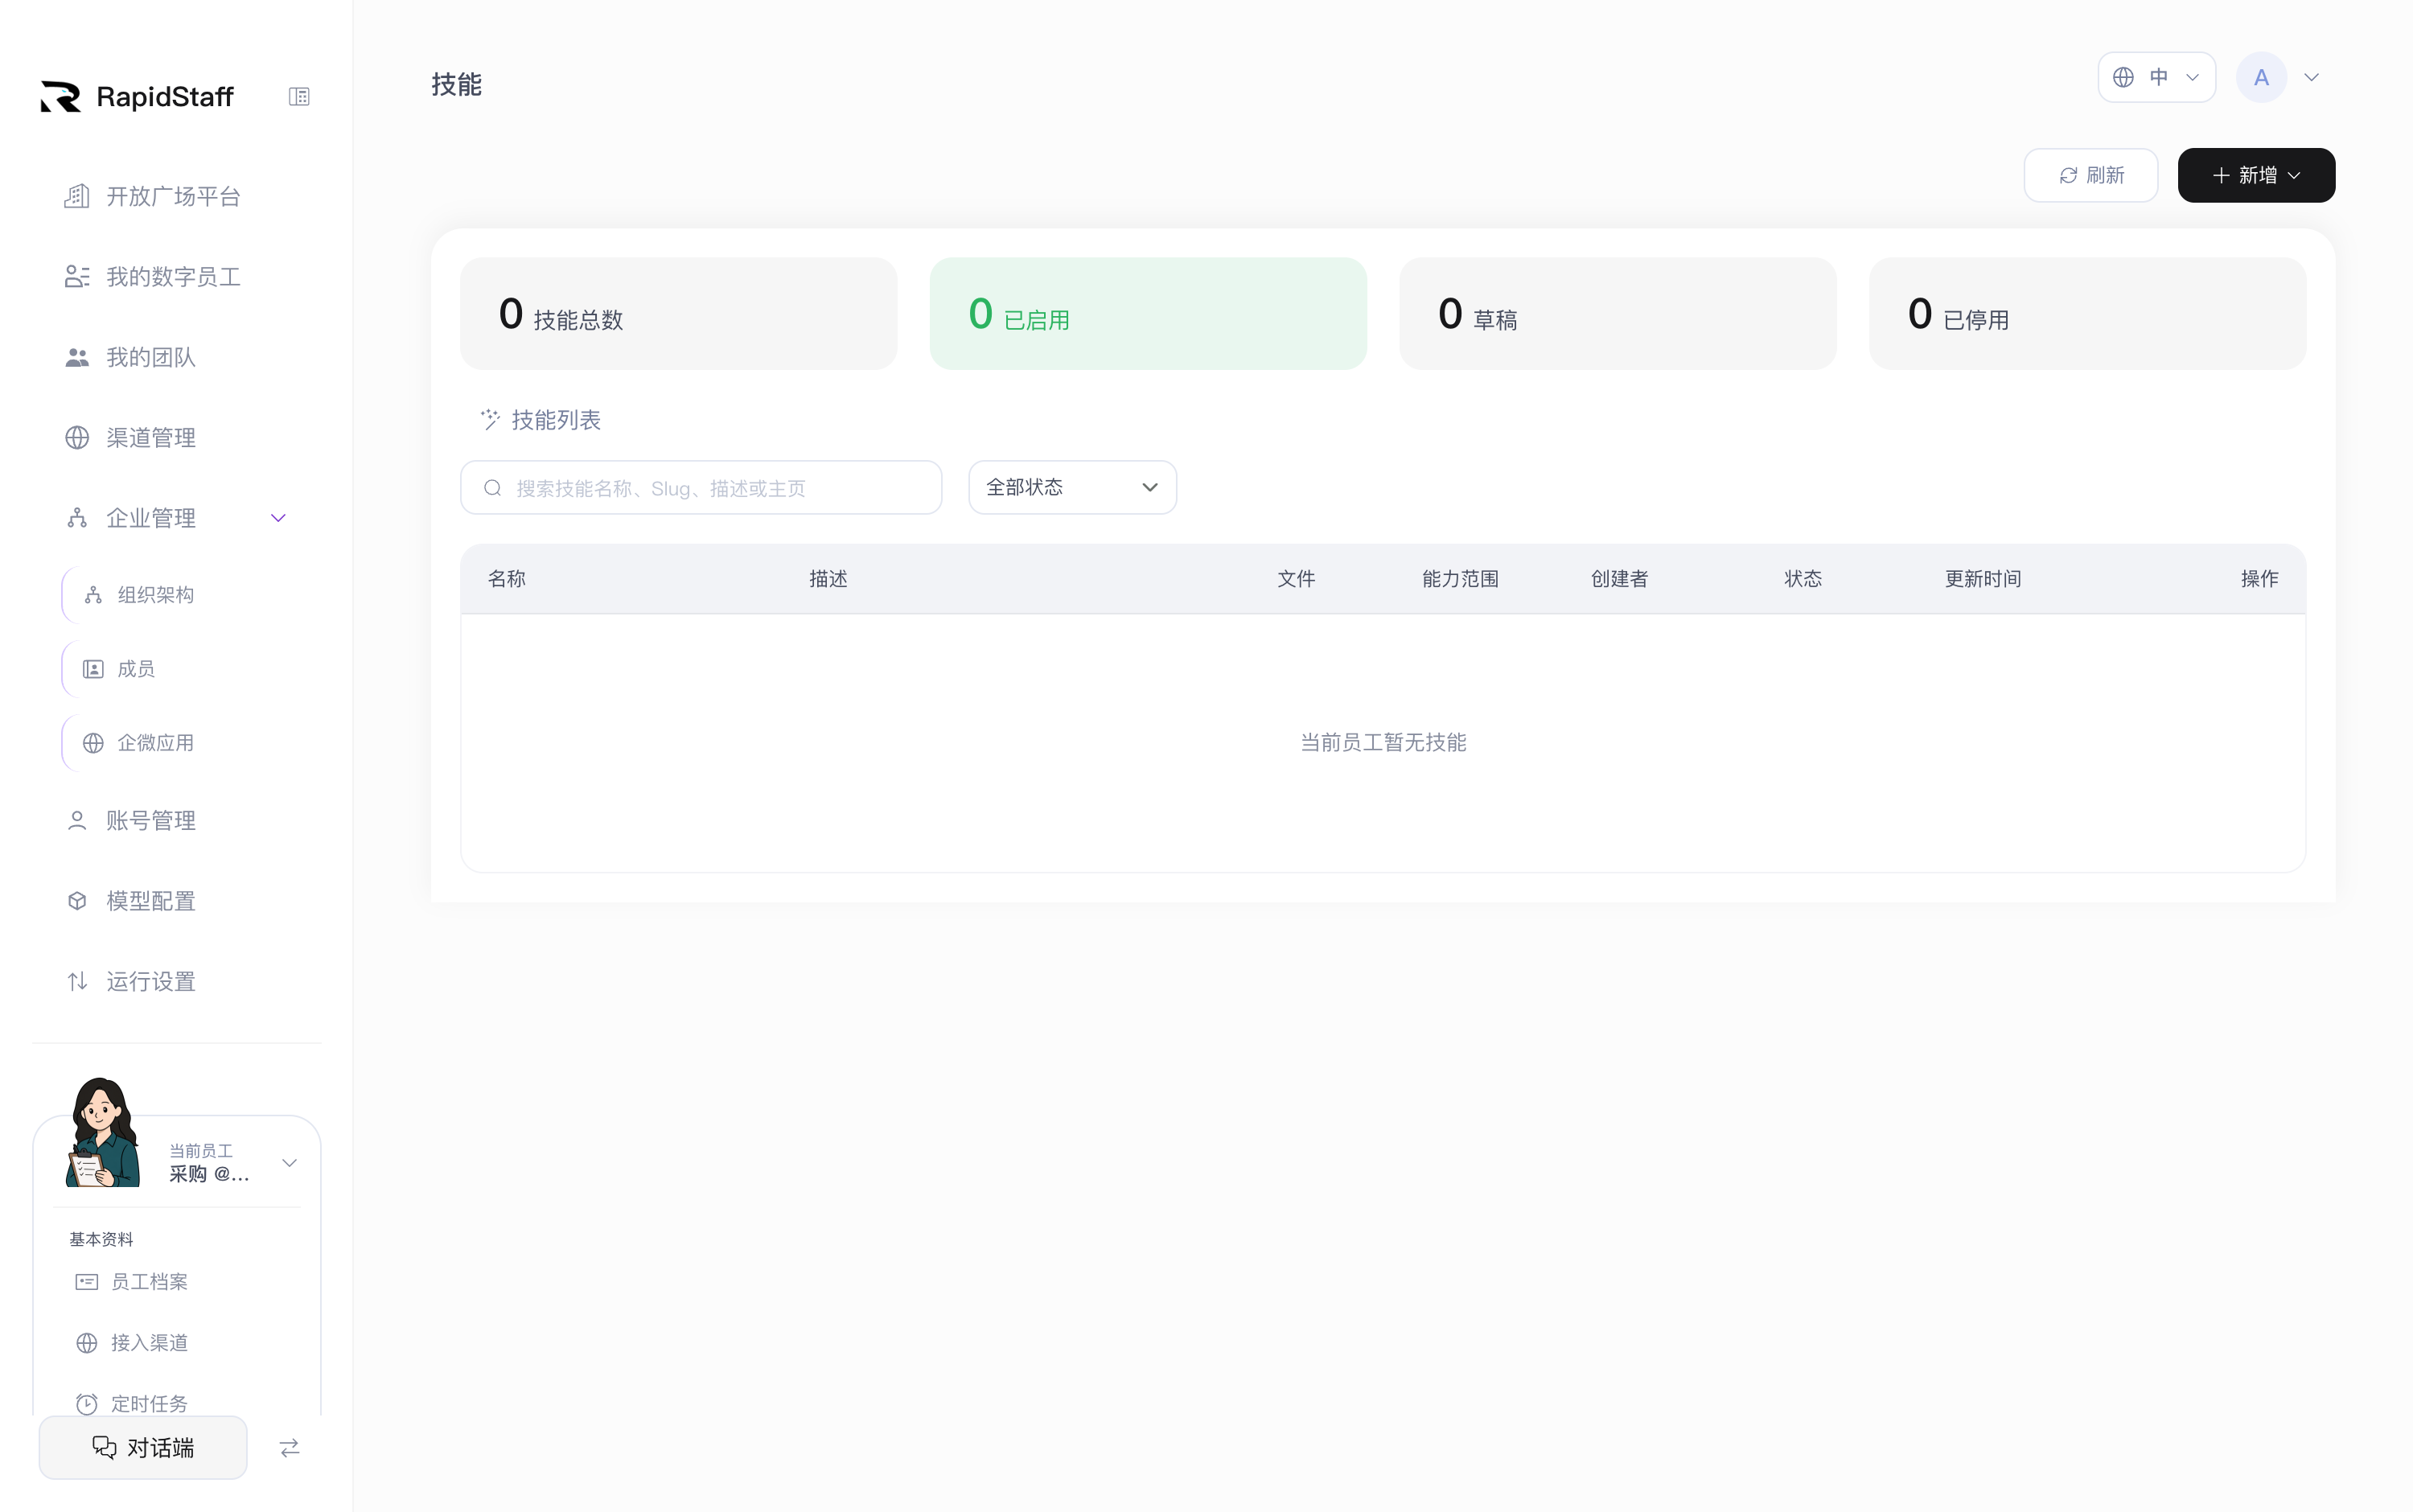 RapidStaff
开放广场平台
我的数字员工
我的团队
渠道管理
企业管理
组织架构
成员
企微应用
账号管理
模型配置
运行设置
当前员工
采购 @...
基本资料
员工档案
接入渠道
定时任务
对话端
技能
中
A
刷新
新增
0 技能总数
0 已启用
0 草稿
0 已停用
技能列表
搜索技能名称、Slug、描述或主页
全部状态
名称 描述 文件 能力范围 创建者 状态 更新时间 操作
当前员工暂无技能